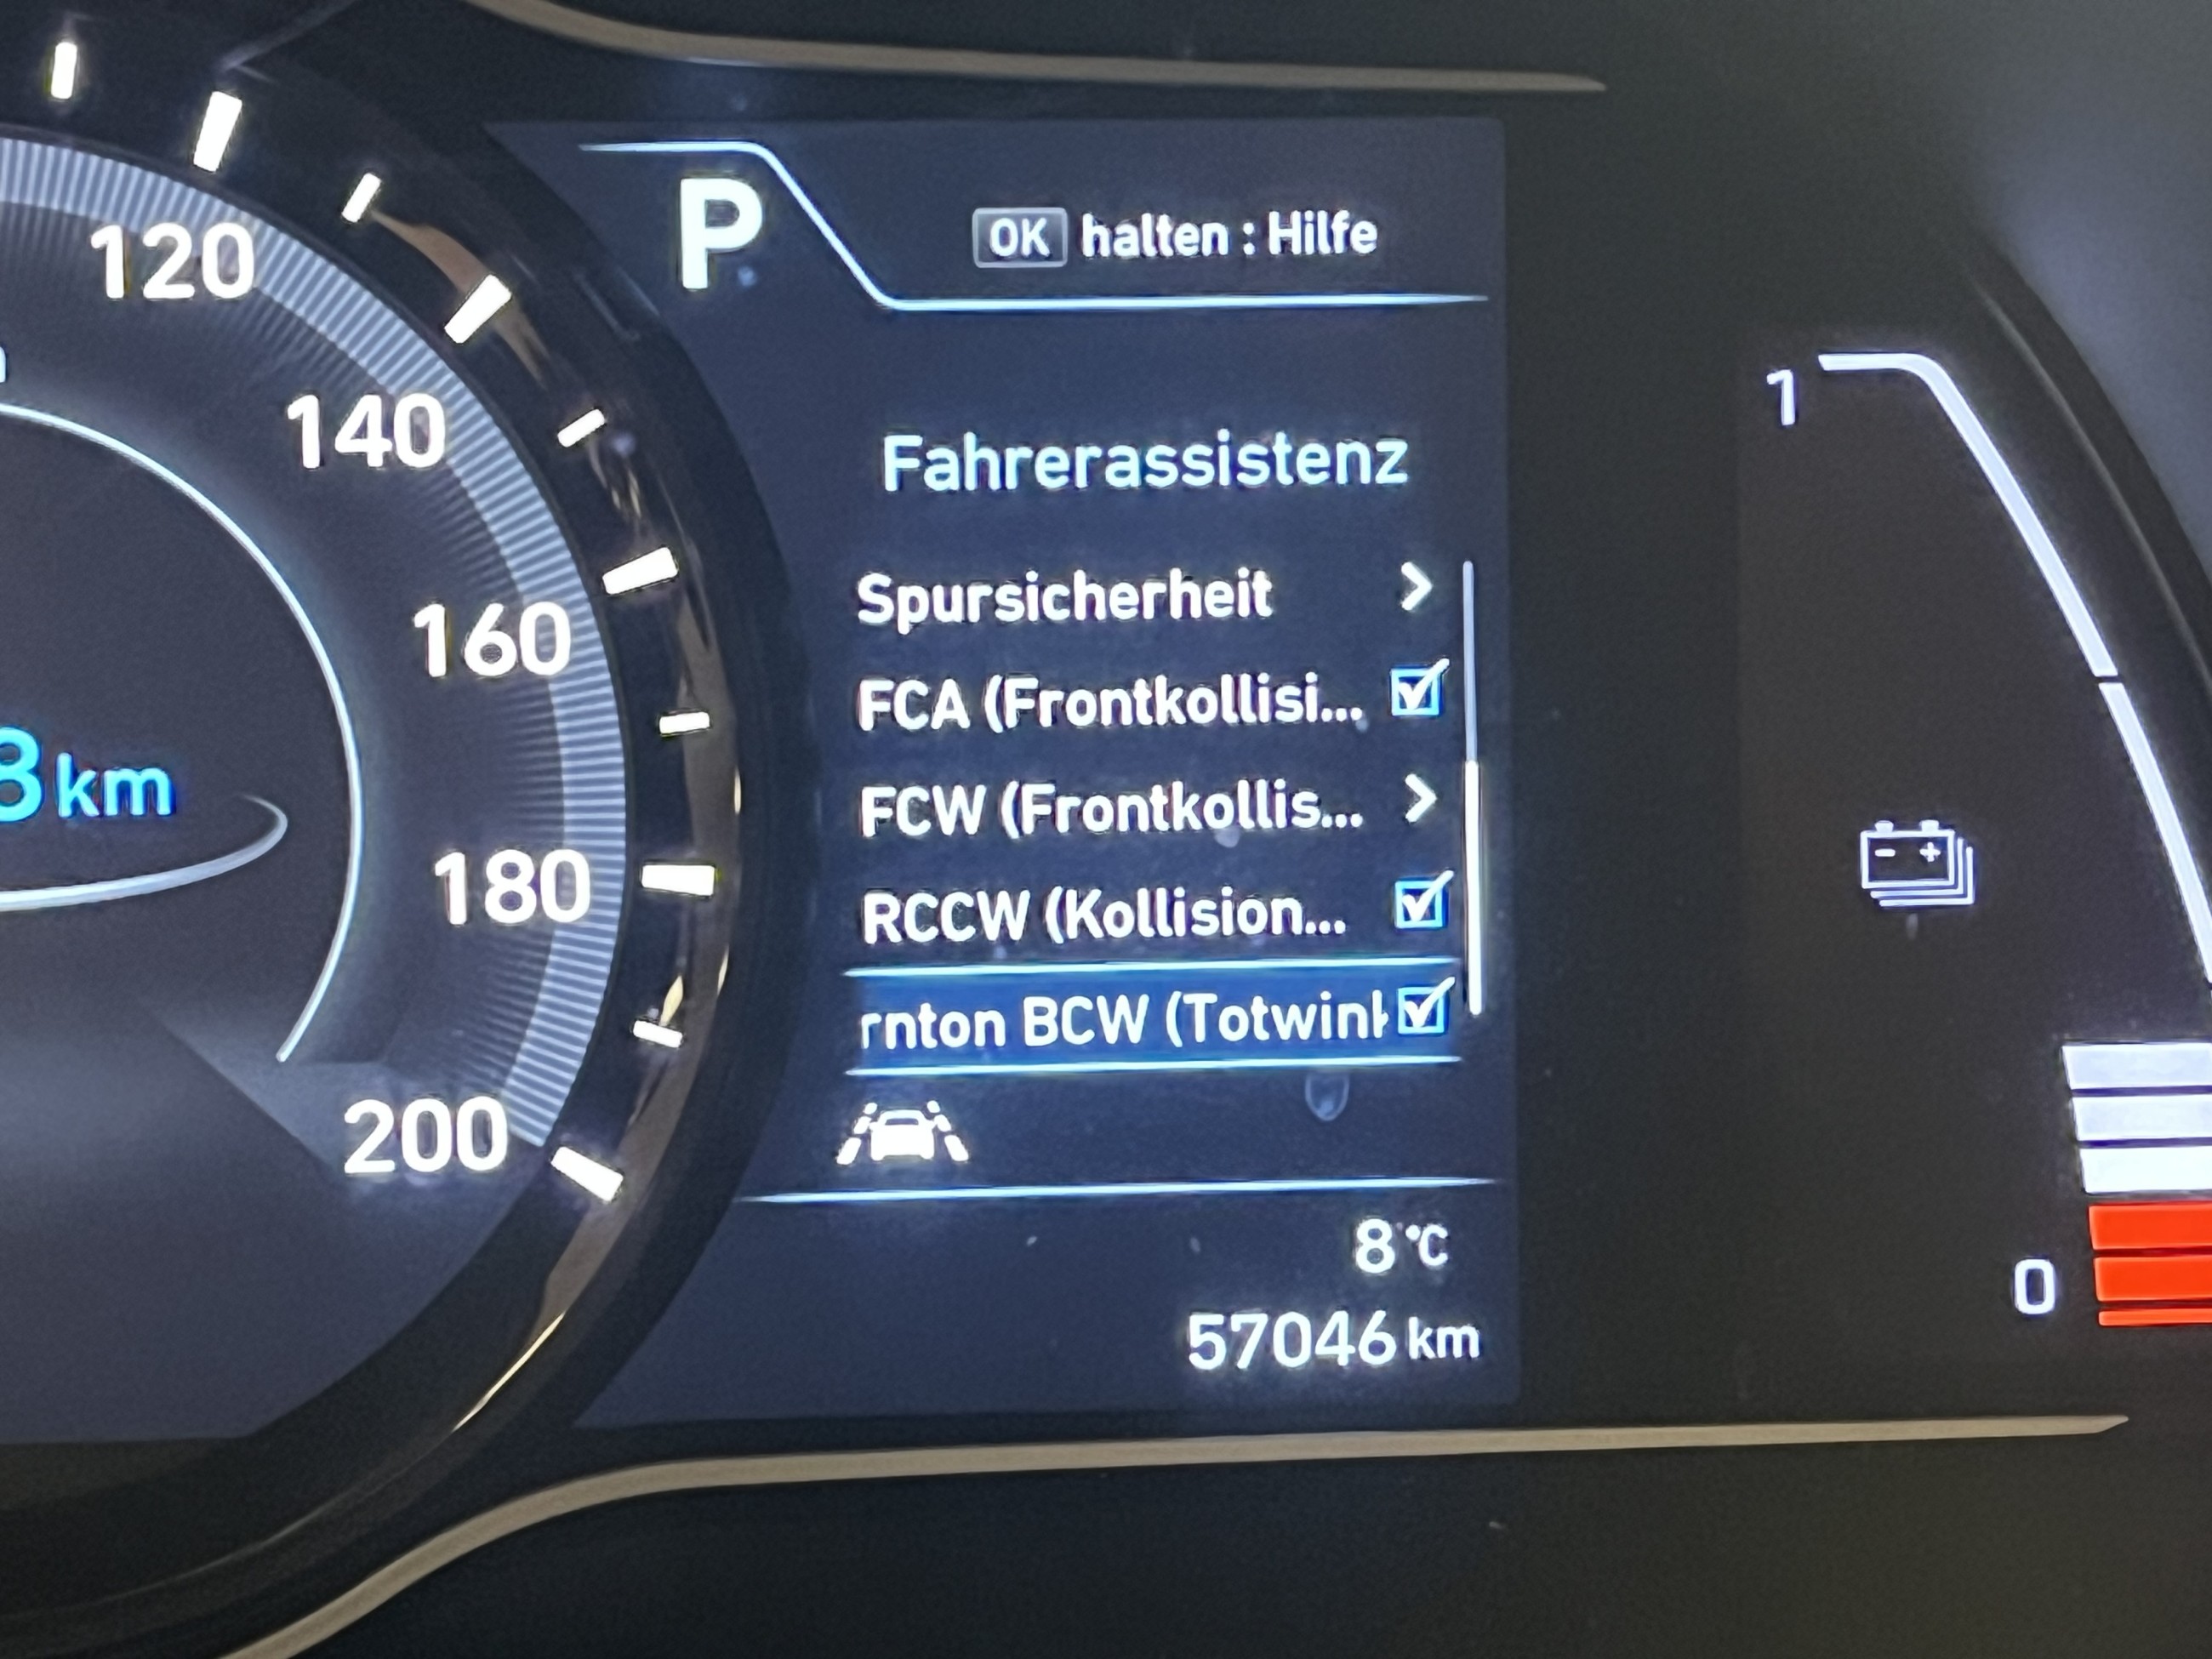 P
OK halten : Hilfe
120
140
160
180
200
8 km
Fahrerassistenz
Spursicherheit >
FCA (Frontkollisi...
FCW (Frontkollis... >
RCCW (Kollision...
rnton BCW (Totwin
8 °C
57046 km
1
- +
0